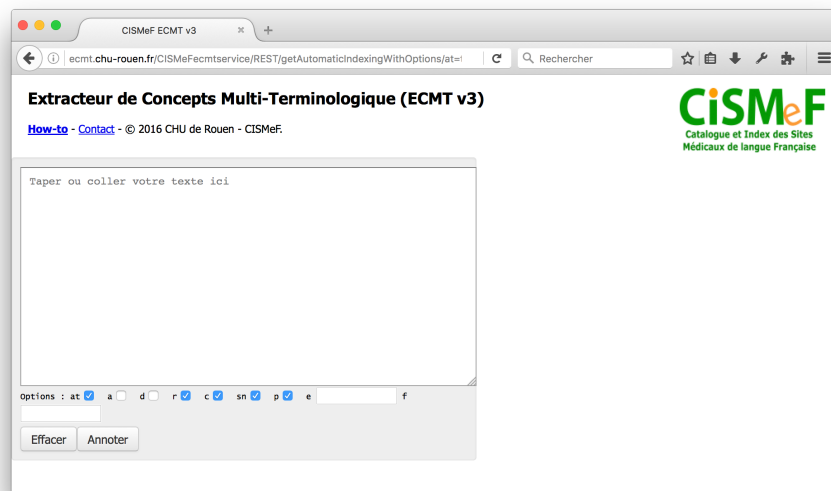 CISMeF ECMT v3
ecmt.chu-rouen.fr/CISMeFecmtservice/REST/getAutomaticIndexingWithOptions/at=t
Rechercher
Extracteur de Concepts Multi-Terminologique (ECMT v3)
How-to - Contact - © 2016 CHU de Rouen - CISMeF.
CiSMeF
Catalogue et Index des Sites
Médicaux de langue Française
Taper ou coller votre texte ici
Options : at a d r c sn p e f
Effacer Annoter